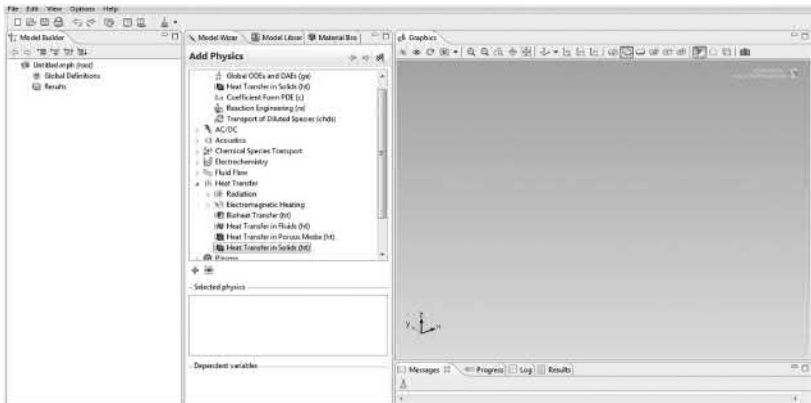 File Edit View Options Help
Model Builder
Untitled.mph (root)
Global Definitions
Results
Model Wizar
Model Librar
Material Bro
Add Physics
Global ODEs and DAEs (ge)
Heat Transfer in Solids (ht)
Coefficient Form PDE (c)
Reaction Engineering (re)
Transport of Diluted Species (chds)
AC/DC
Acoustics
Chemical Species Transport
Electrochemistry
Fluid Flow
Heat Transfer
Radiation
Electromagnetic Heating
Bioheat Transfer (ht)
Heat Transfer in Fluids (ht)
Heat Transfer in Porous Media (ht)
Heat Transfer in Solids (ht)
Plasma
Selected physics
Dependent variables
Graphics
z
y
x
Messages
Progress
Log
Results